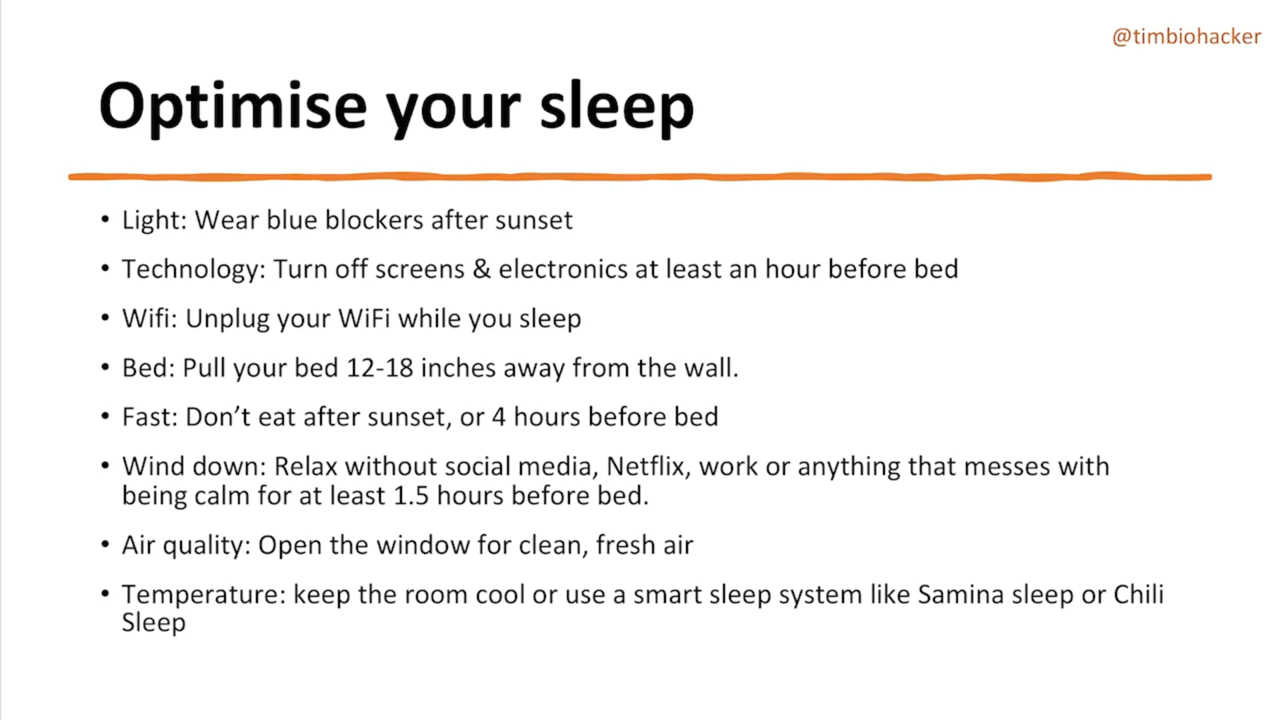 @timbiohacker
Optimise your sleep
• Light: Wear blue blockers after sunset
• Technology: Turn off screens & electronics at least an hour before bed
• Wifi: Unplug your WiFi while you sleep
• Bed: Pull your bed 12-18 inches away from the wall.
• Fast: Don’t eat after sunset, or 4 hours before bed
• Wind down: Relax without social media, Netflix, work or anything that messes with
being calm for at least 1.5 hours before bed.
• Air quality: Open the window for clean, fresh air
• Temperature: keep the room cool or use a smart sleep system like Samina sleep or Chili
Sleep